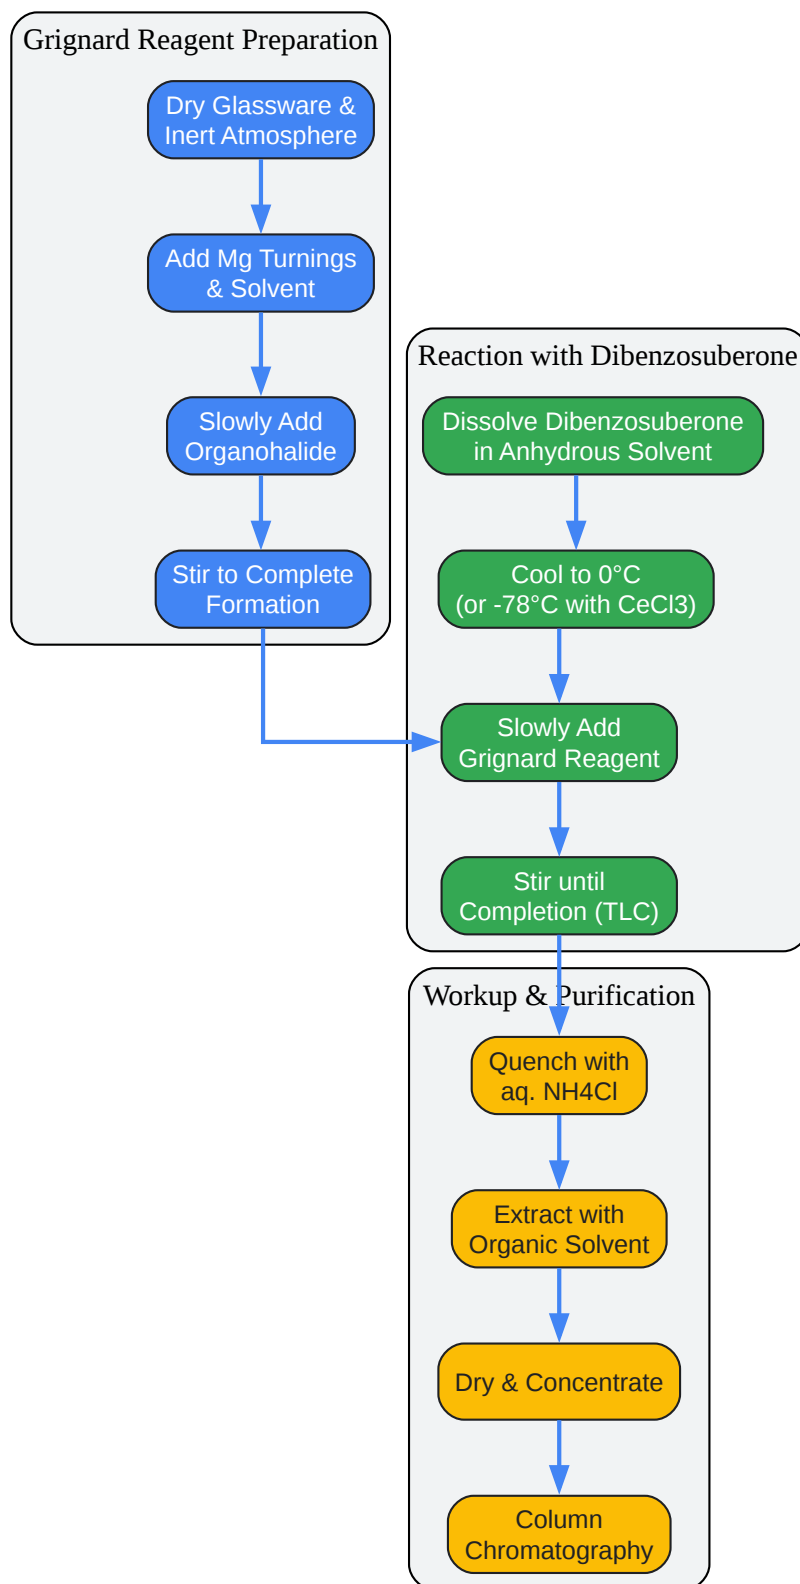 Grignard Reagent Preparation
Dry Glassware &
Inert Atmosphere
Add Mg Turnings
& Solvent
Slowly Add
Organohalide
Stir to Complete
Formation
Reaction with Dibenzosuberone
Dissolve Dibenzosuberone
in Anhydrous Solvent
Cool to 0°C
(or -78°C with CeCl3)
Slowly Add
Grignard Reagent
Stir until
Completion (TLC)
Workup & Purification
Quench with
aq. NH4Cl
Extract with
Organic Solvent
Dry & Concentrate
Column
Chromatography